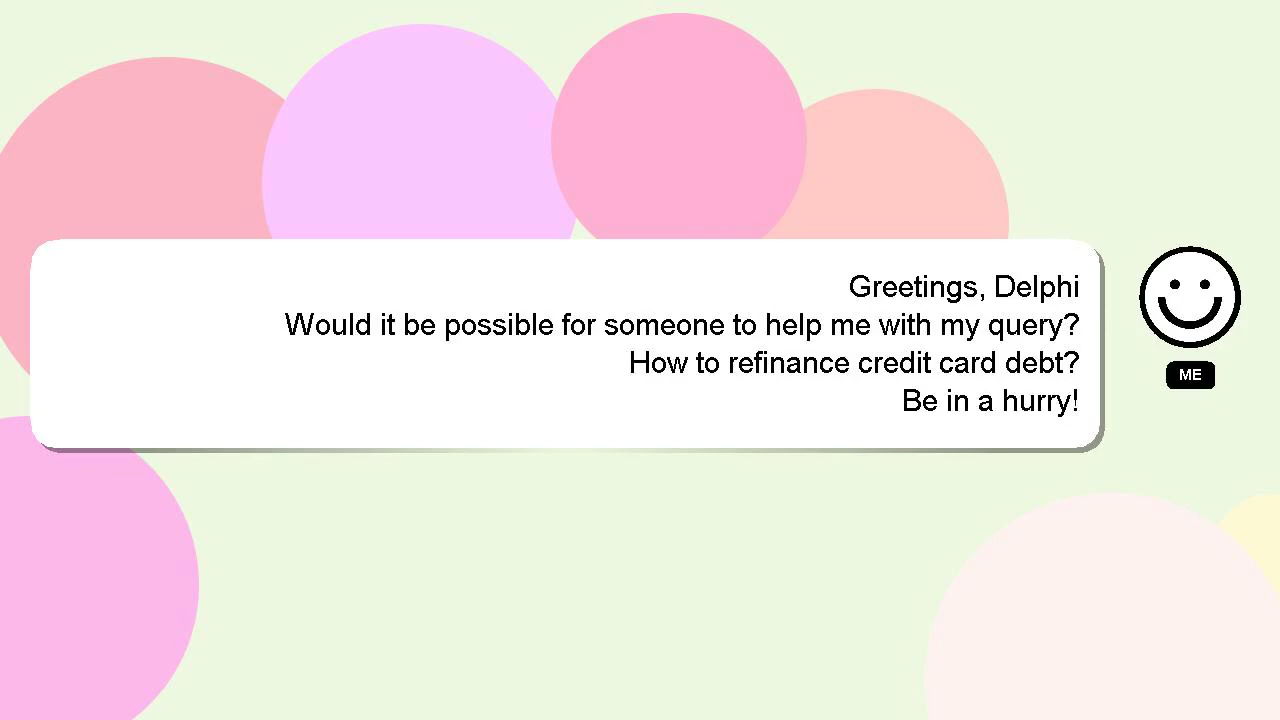 Greetings, Delphi
Would it be possible for someone to help me with my query?
How to refinance credit card debt?
Be in a hurry!
ME